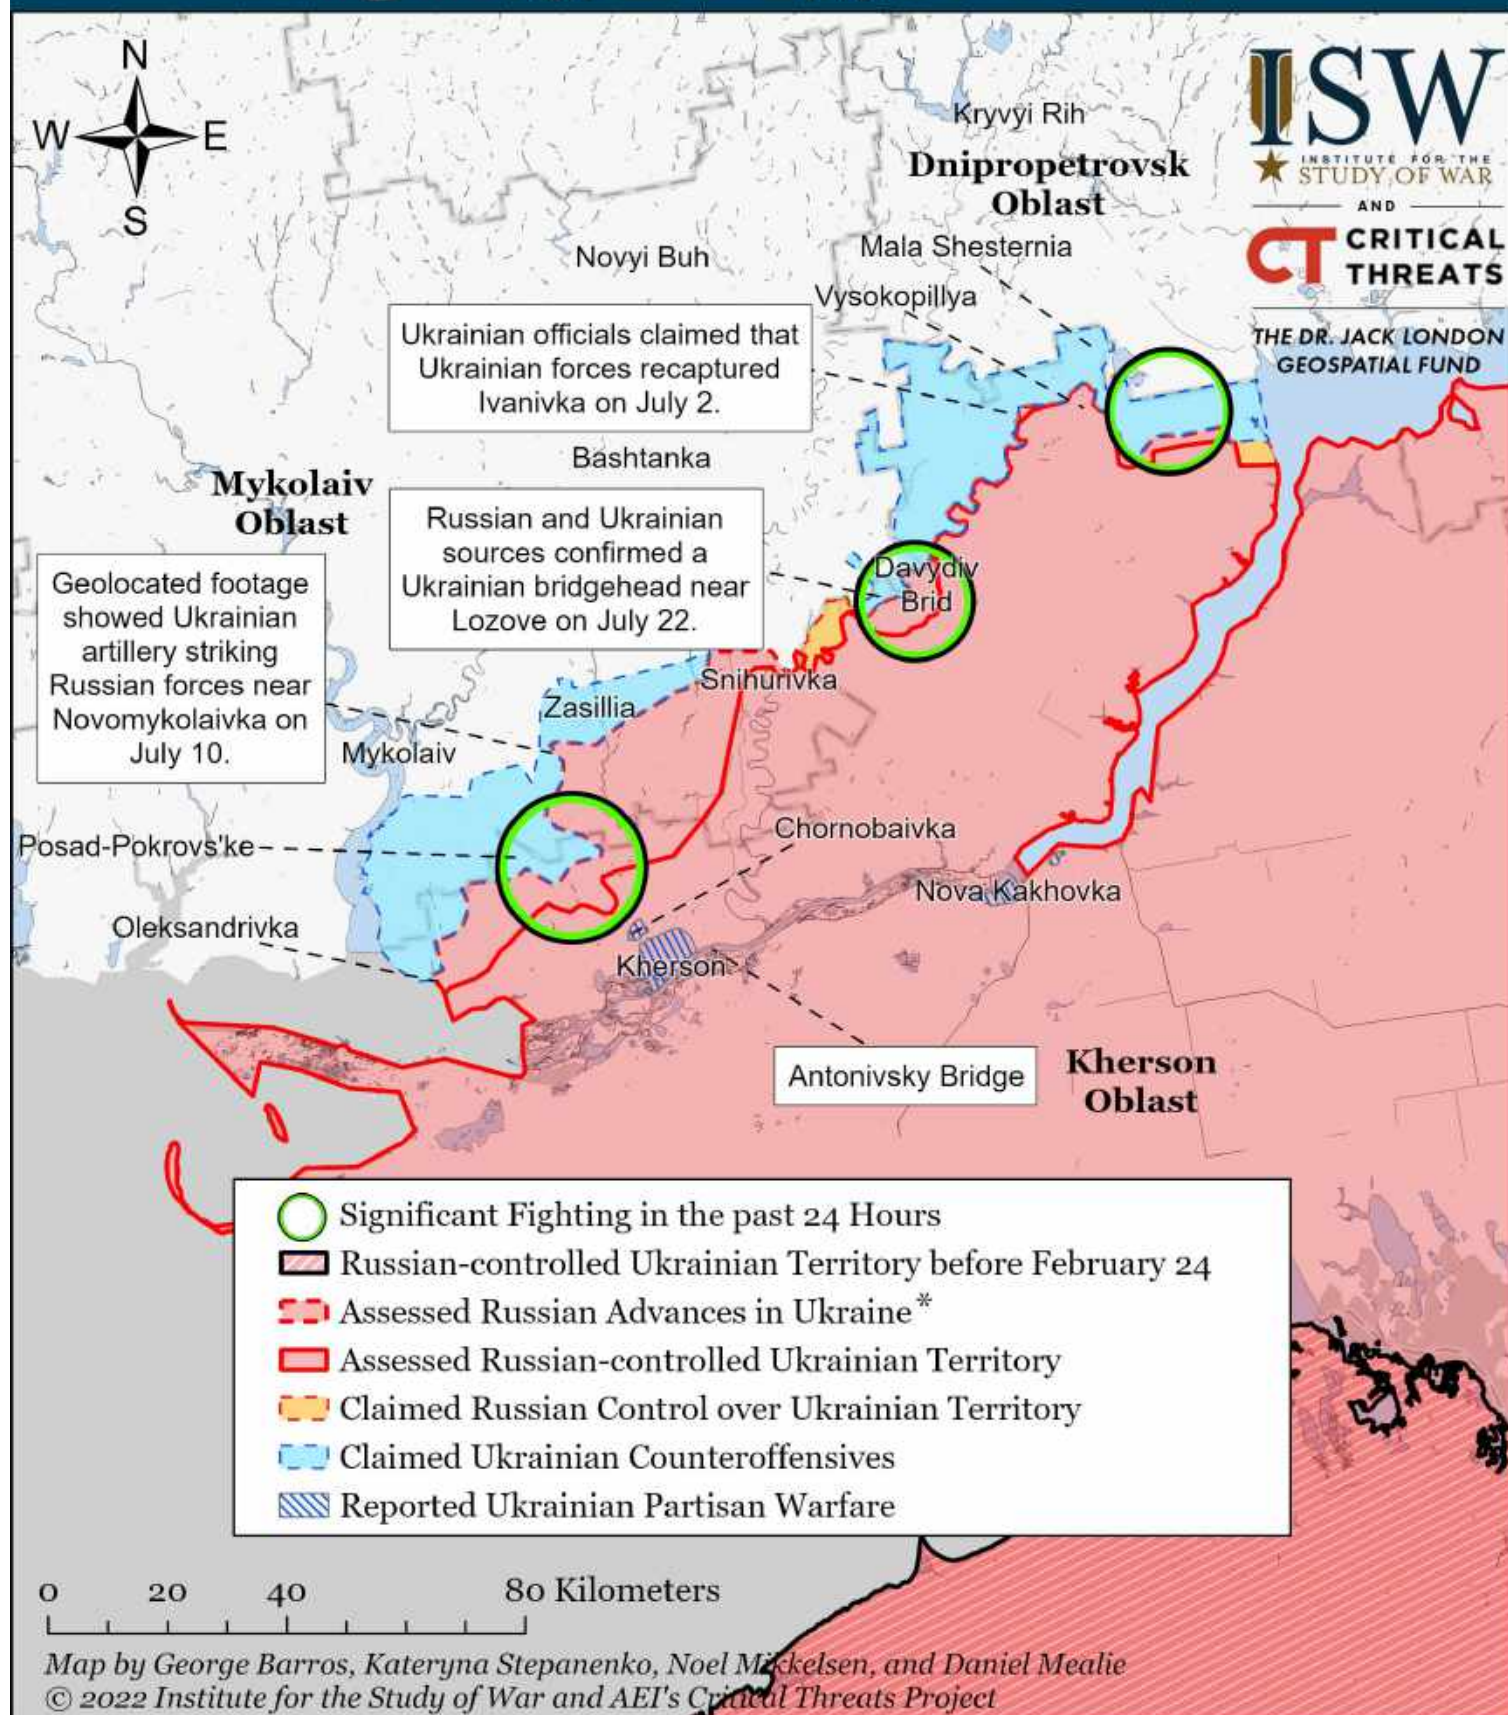 N
W E
S
ISW
INSTITUTE FOR THE
STUDY OF WAR
AND
CT CRITICAL
THREATS
THE DR. JACK LONDON
GEOSPATIAL FUND
Kryvyi Rih
Dnipropetrovsk
Oblast
Mala Shesternia
Novyi Buh
Vysokopillya
Ukrainian officials claimed that
Ukrainian forces recaptured
Ivanivka on July 2.
Bashtanka
Mykolaiv
Oblast
Russian and Ukrainian
sources confirmed a
Ukrainian bridgehead near
Lozove on July 22.
Davydiv
Brid
Geolocated footage
showed Ukrainian
artillery striking
Russian forces near
Novomykolaivka on
July 10.
Snihurivka
Zasillia
Mykolaiv
Chornobaivka
Posad-Pokrovs'ke
Nova Kakhovka
Oleksandrivka
Kherson
Antonivsky Bridge
Kherson
Oblast
Significant Fighting in the past 24 Hours
Russian-controlled Ukrainian Territory before February 24
Assessed Russian Advances in Ukraine*
Assessed Russian-controlled Ukrainian Territory
Claimed Russian Control over Ukrainian Territory
Claimed Ukrainian Counteroffensives
Reported Ukrainian Partisan Warfare
0 20 40 80 Kilometers
Map by George Barros, Kateryna Stepanenko, Noel Mikkelsen, and Daniel Mealie
© 2022 Institute for the Study of War and AEI's Critical Threats Project